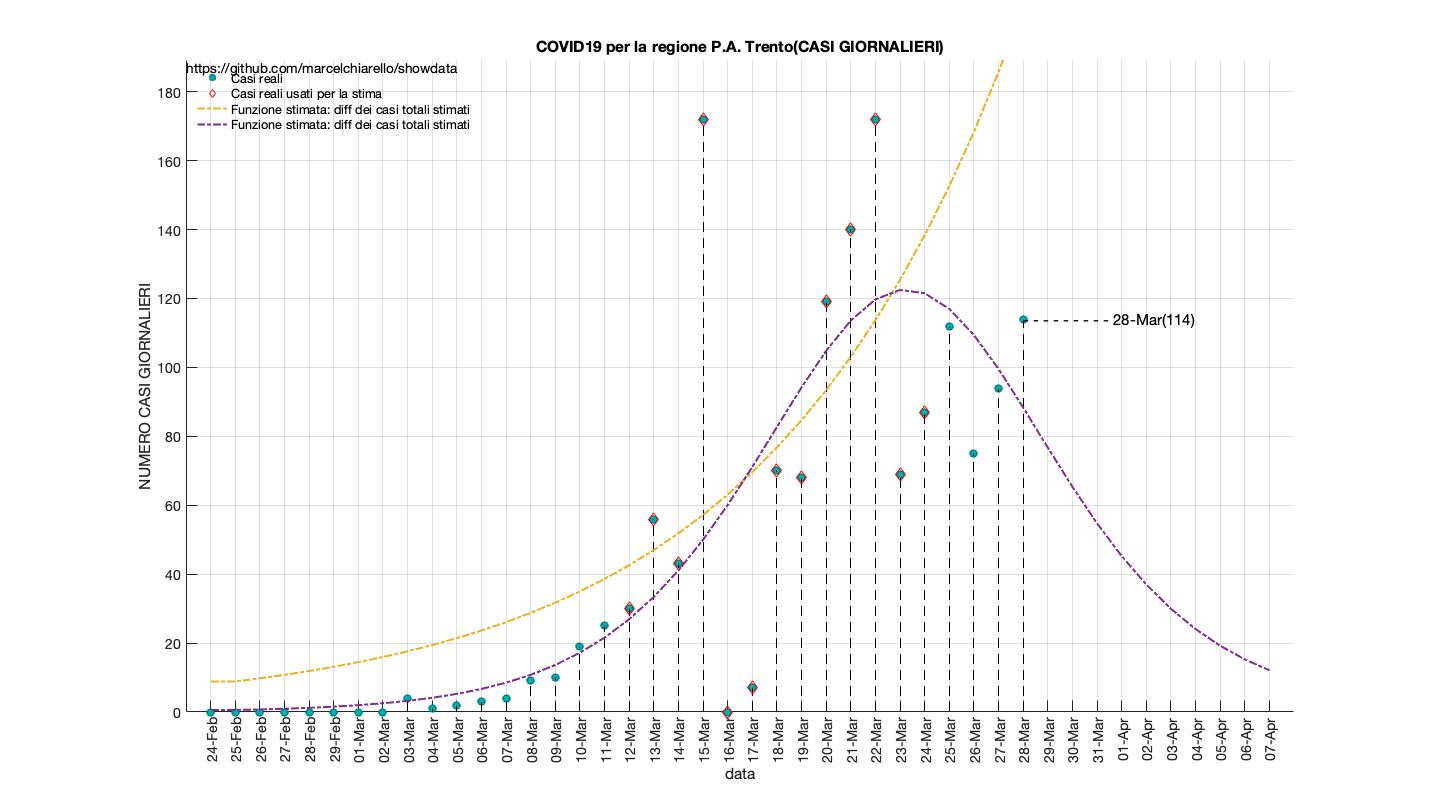 COVID19 per la regione P.A. Trento(CASI GIORNALIERI)
https://github.com/marcelchiarello/showdata
Casi reali
Casi reali usati per la stima
Funzione stimata: diff dei casi totali stimati
Funzione stimata: diff dei casi totali stimati
180
160
140
120
100
80
60
40
20
0
NUMERO CASI GIORNALIERI
28-Mar(114)
24-Feb
25-Feb
26-Feb
27-Feb
28-Feb
29-Feb
01-Mar
02-Mar
03-Mar
04-Mar
05-Mar
06-Mar
07-Mar
08-Mar
09-Mar
10-Mar
11-Mar
12-Mar
13-Mar
14-Mar
15-Mar
16-Mar
17-Mar
18-Mar
19-Mar
20-Mar
21-Mar
22-Mar
23-Mar
24-Mar
25-Mar
26-Mar
27-Mar
28-Mar
29-Mar
30-Mar
31-Mar
01-Apr
02-Apr
03-Apr
04-Apr
05-Apr
06-Apr
07-Apr
data